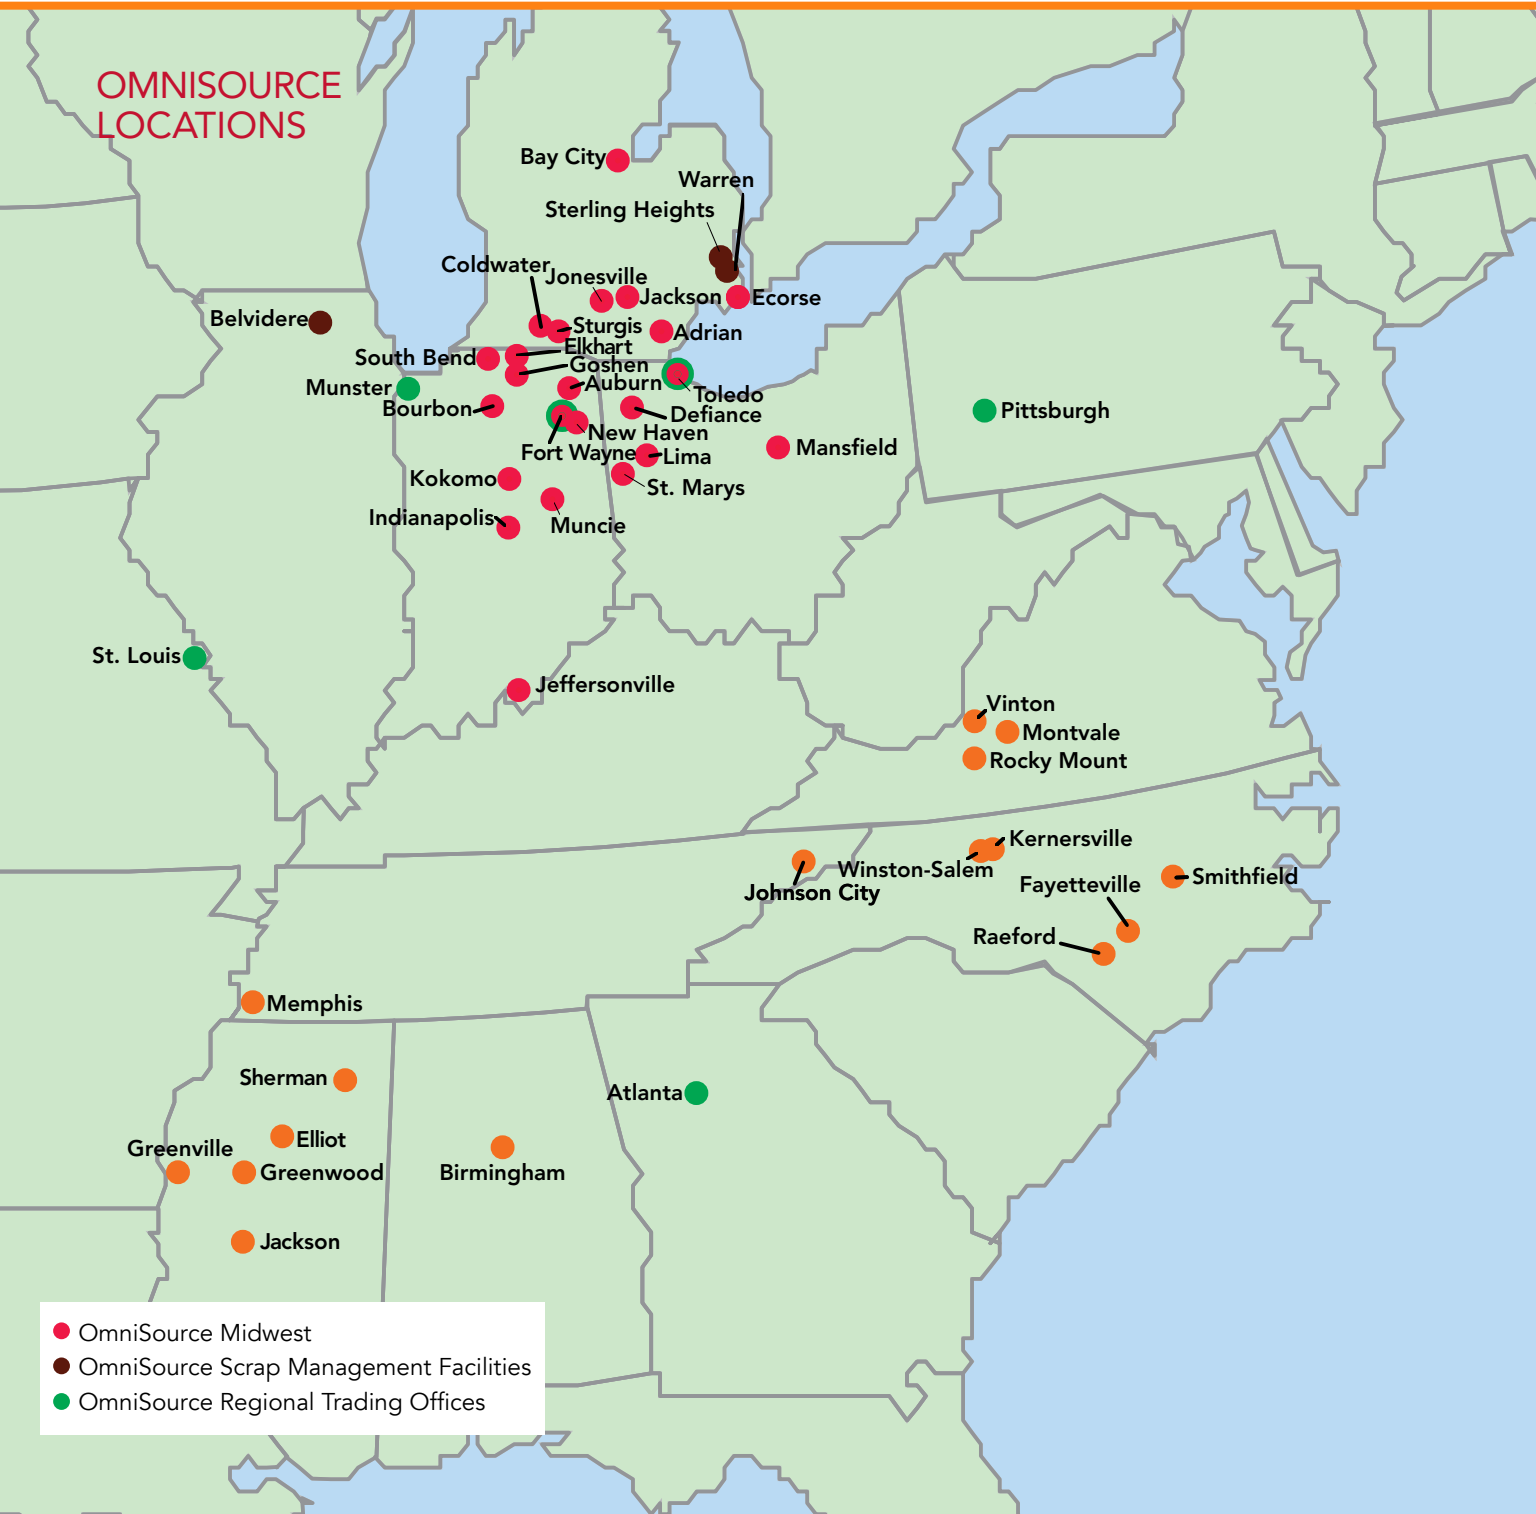 OMNISOURCE
LOCATIONS
Bay City
Warren
Sterling Heights
Coldwater
Jonesville
Jackson
Ecorse
Belvidere
Sturgis
Adrian
Elkhart
South Bend
Goshen
Munster
Auburn
Toledo
Bourbon
Defiance
Pittsburgh
New Haven
Fort Wayne
Lima
Mansfield
Kokomo
St. Marys
Indianapolis
Muncie
St. Louis
Jeffersonville
Vinton
Montvale
Rocky Mount
Kernersville
Winston-Salem
Johnson City
Smithfield
Fayetteville
Raeford
Memphis
Sherman
Atlanta
Elliot
Greenville
Greenwood
Birmingham
Jackson
OmniSource Midwest
OmniSource Scrap Management Facilities
OmniSource Regional Trading Offices